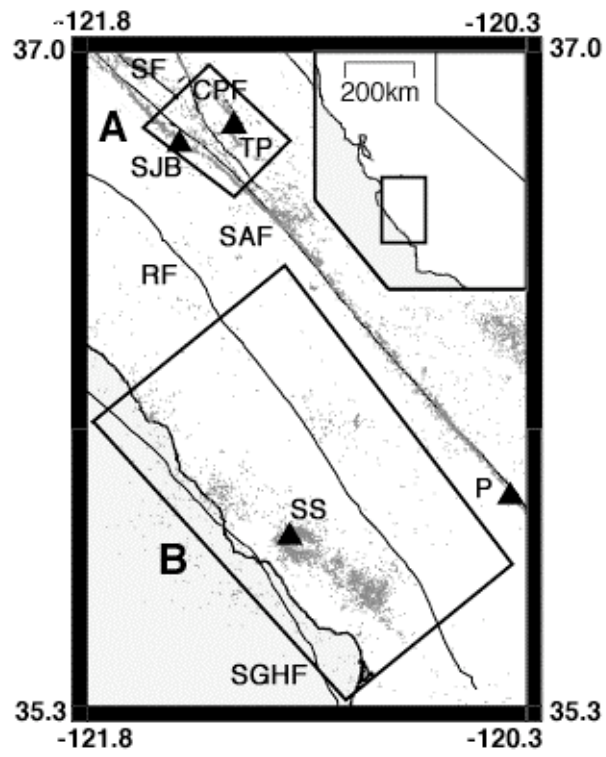 -121.8 -120.3
37.0 37.0
SF
200km
CPF
A
TP
SJB
SAF
RF
P
SS
B
SGHF
35.3 35.3
-121.8 -120.3